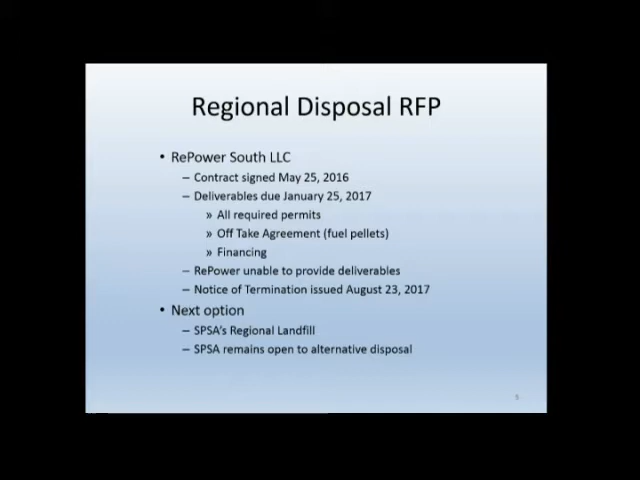 Regional Disposal RFP
• RePower South LLC
– Contract signed May 25, 2016
– Deliverables due January 25, 2017
» All required permits
» Off Take Agreement (fuel pellets)
» Financing
– RePower unable to provide deliverables
– Notice of Termination issued August 23, 2017
• Next option
– SPSA's Regional Landfill
– SPSA remains open to alternative disposal
5